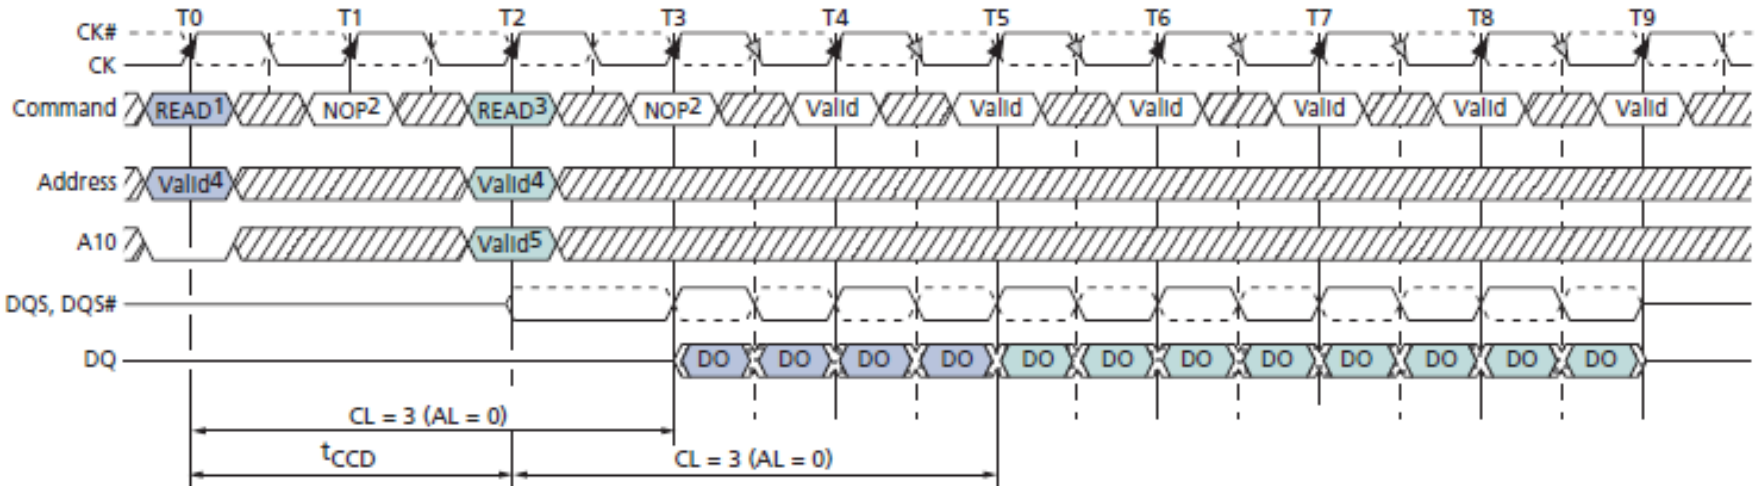 T0 T1 T2 T3 T4 T5 T6 T7 T8 T9
CK#
CK
Command READ1 NOP2 READ3 NOP2 Valid Valid Valid Valid Valid Valid
Address Valid4 Valid4
A10 Valid5
DQS, DQS#
DQ DO DO DO DO DO DO DO DO DO DO DO DO
CL = 3 (AL = 0)
tCCD CL = 3 (AL = 0)